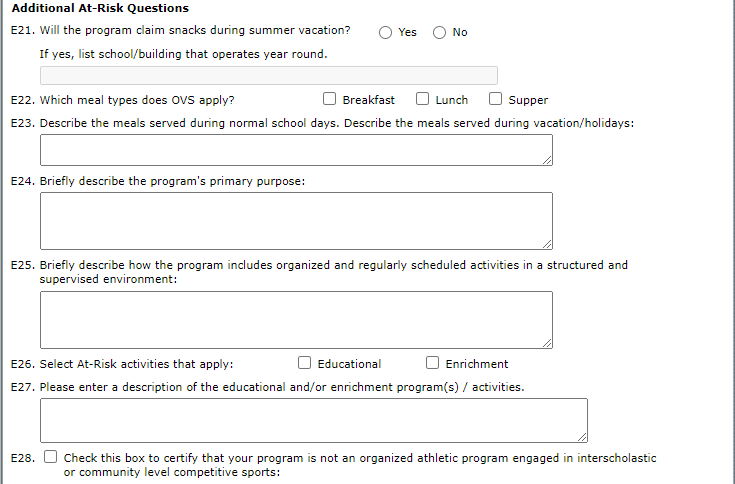 Additional At-Risk Questions
E21. Will the program claim snacks during summer vacation? Yes No
If yes, list school/building that operates year round.
E22. Which meal types does OVS apply? Breakfast Lunch Supper
E23. Describe the meals served during normal school days. Describe the meals served during vacation/holidays:
E24. Briefly describe the program's primary purpose:
E25. Briefly describe how the program includes organized and regularly scheduled activities in a structured and
supervised environment:
E26. Select At-Risk activities that apply: Educational Enrichment
E27. Please enter a description of the educational and/or enrichment program(s) / activities.
E28. Check this box to certify that your program is not an organized athletic program engaged in interscholastic
or community level competitive sports: